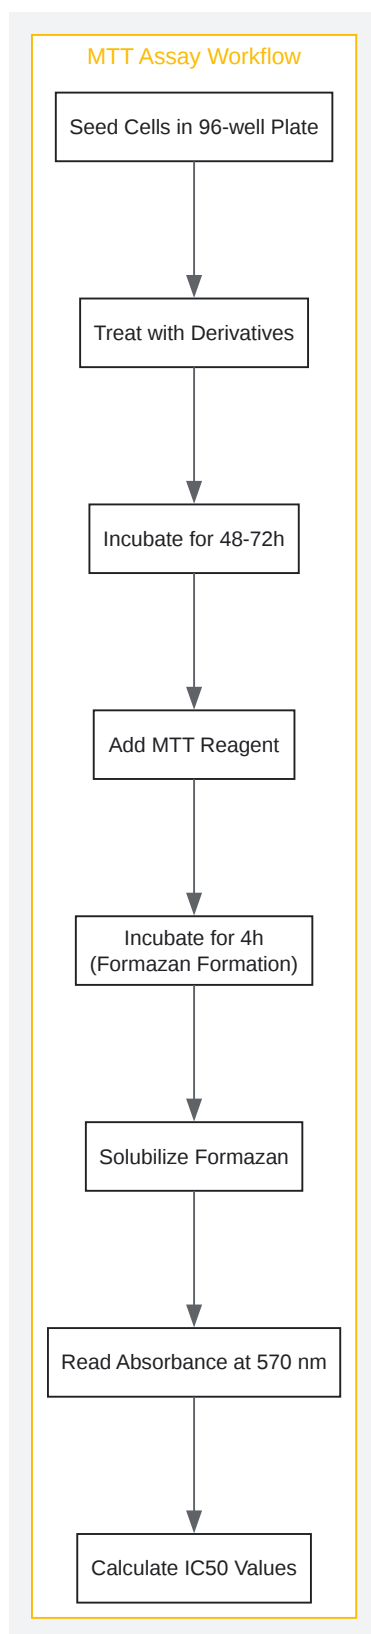 MTT Assay Workflow
Seed Cells in 96-well Plate
Treat with Derivatives
Incubate for 48-72h
Add MTT Reagent
Incubate for 4h
(Formazan Formation)
Solubilize Formazan
Read Absorbance at 570 nm
Calculate IC50 Values